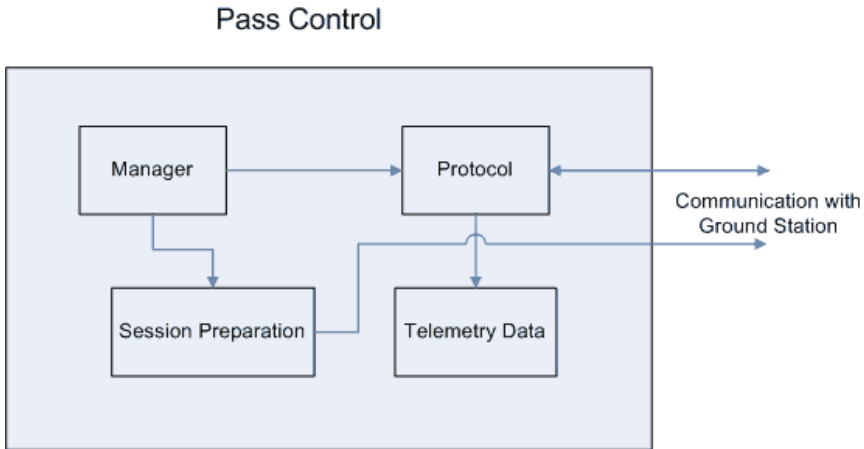 Pass Control
Manager
Protocol
Communication with
Ground Station
Session Preparation
Telemetry Data